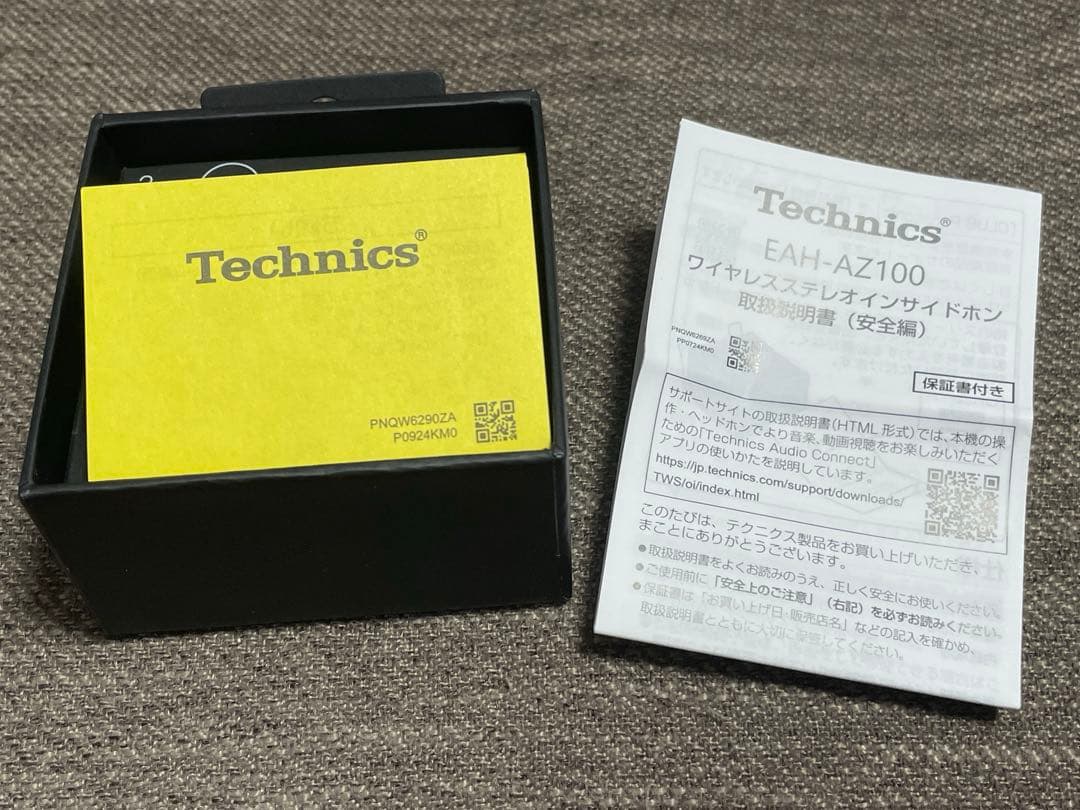 Technics®
PNQW6290ZA
P0924KM0
Technics®
EAH-AZ100
ワイヤレスステレオインサイドホン
取扱説明書（安全編）
PNQW6289ZA
PP0724KM0
保証書付き
サポートサイトの取扱説明書（HTML 形式）では、本機の操
作・ヘッドホンでより音楽、動画視聴をお楽しみいただく
ための「Technics Audio Connect」
アプリの使いかたを説明しています。
https://jp.technics.com/support/downloads/
TWS/oi/index.html
このたびは、テクニクス製品をお買い上げいただき、
まことにありがとうございます。
●取扱説明書をよくお読みのうえ、正しく安全にお使いください。
●ご使用前に「安全上のご注意」（右記）を必ずお読みください。
●保証書は「お買い上げ日・販売店名」などの記入を確かめ、
取扱説明書とともに大切に保管してください。